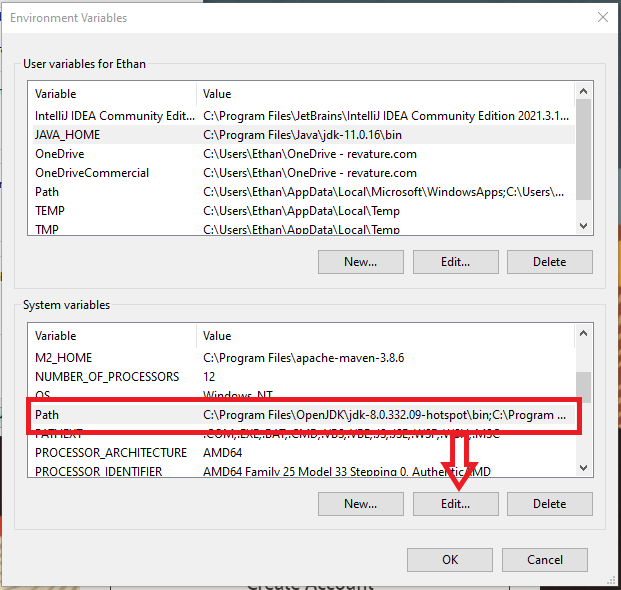 Environment Variables
User variables for Ethan
Variable Value
IntelliJ IDEA Community Edit... C:\Program Files\JetBrains\IntelliJ IDEA Community Edition 2021.3.1...
JAVA_HOME C:\Program Files\Java\jdk-11.0.16\bin
OneDrive C:\Users\Ethan\OneDrive - revature.com
OneDriveCommercial C:\Users\Ethan\OneDrive - revature.com
Path C:\Users\Ethan\AppData\Local\Microsoft\WindowsApps;C:\Users\...
TEMP C:\Users\Ethan\AppData\Local\Temp
TMP C:\Users\Ethan\AppData\Local\Temp
New... Edit... Delete
System variables
Variable Value
M2_HOME C:\Program Files\apache-maven-3.8.6
NUMBER_OF_PROCESSORS 12
OS Windows_NT
Path C:\Program Files\OpenJDK\jdk-8.0.332.09-hotspot\bin;C:\Program ...
PATHEXT .COM;.EXE;.BAT;.CMD;.VBS;.VBE;.JS;.JSE;.WSF;.WSH;.MSC
PROCESSOR_ARCHITECTURE AMD64
PROCESSOR_IDENTIFIER AMD64 Family 25 Model 33 Stepping 0, AuthenticAMD
New... Edit... Delete
OK Cancel
Create Account